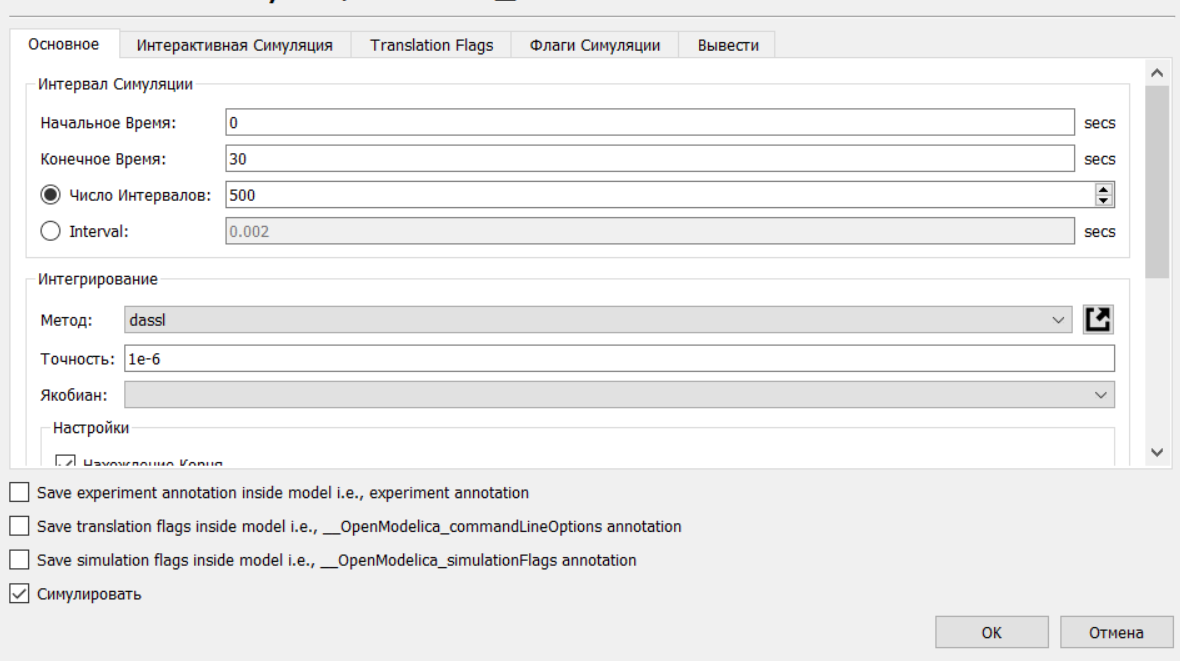 Основное Интерактивная Симуляция Translation Flags Флаги Симуляции Вывести
Интервал Симуляции
Начальное Время: 0 secs
Конечное Время: 30 secs
Число Интервалов: 500
Interval: 0.002 secs
Интегрирование
Метод: dassl
Точность: 1e-6
Якобиан:
Настройки
Нахождение Корня
Save experiment annotation inside model i.e., experiment annotation
Save translation flags inside model i.e., __OpenModelica_commandLineOptions annotation
Save simulation flags inside model i.e., __OpenModelica_simulationFlags annotation
Симулировать
OK Отмена